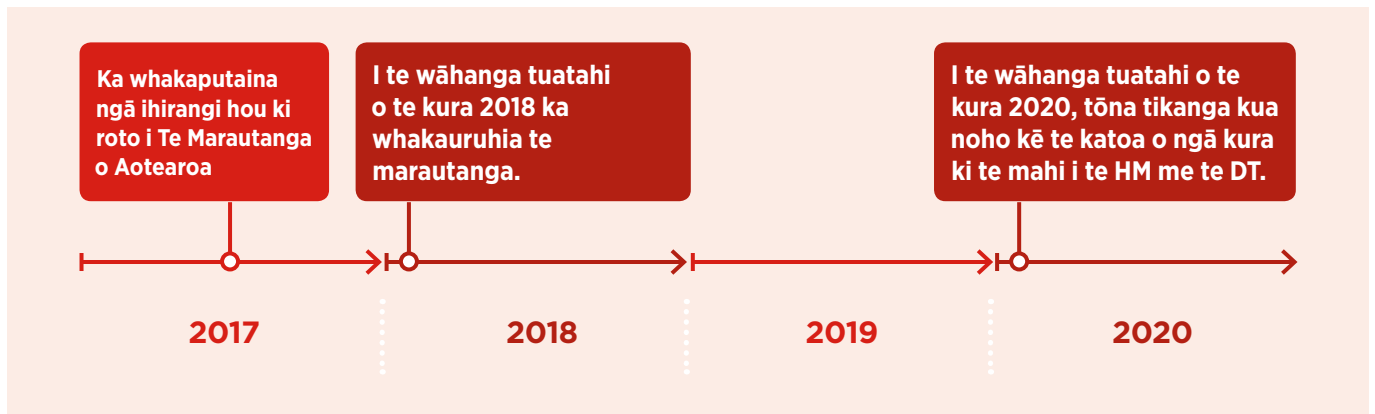 Ka whakaputaina
ngā ihirangi hou ki
roto i Te Marautanga
o Aotearoa
I te wāhanga tuatahi
o te kura 2018 ka
whakauruhia te
marautanga.
I te wāhanga tuatahi o te
kura 2020, tōna tikanga kua
noho kē te katoa o ngā kura
ki te mahi i te HM me te DT.
2017
2018
2019
2020